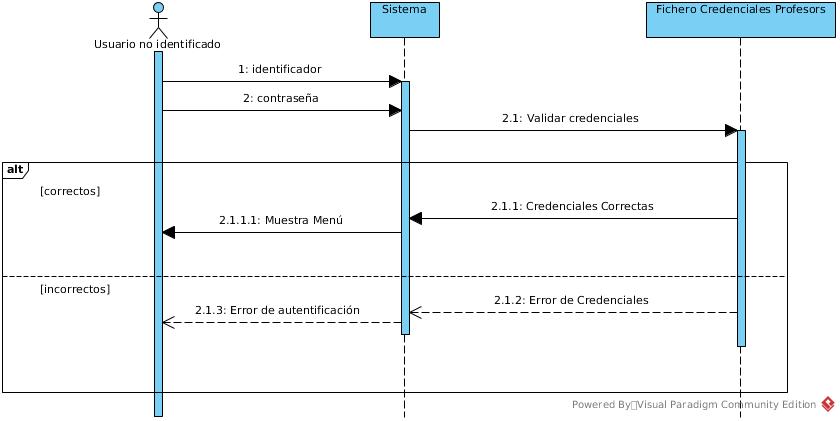 Sistema
Fichero Credenciales Profesors
Usuario no identificado
1: identificador
2: contraseña
2.1: Validar credenciales
alt
[correctos]
2.1.1: Credenciales Correctas
2.1.1.1: Muestra Menú
[incorrectos]
2.1.2: Error de Credenciales
2.1.3: Error de autentificación
Powered By▯Visual Paradigm Community Edition